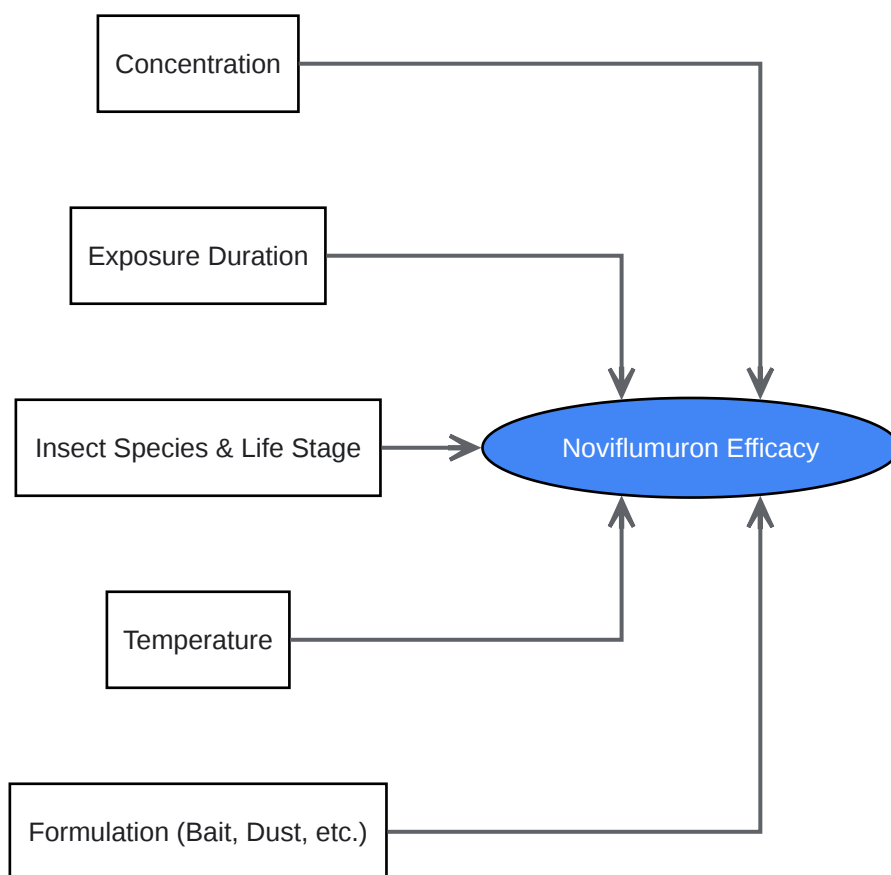 Concentration
Exposure Duration
Insect Species & Life Stage
Noviflumuron Efficacy
Temperature
Formulation (Bait, Dust, etc.)